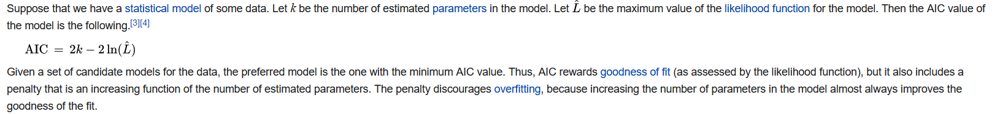 Suppose that we have a statistical model of some data. Let k be the number of estimated parameters in the model. Let L̂ be the maximum value of the likelihood function for the model. Then the AIC value of
the model is the following.[3][4]
AIC = 2k − 2 ln(L̂)
Given a set of candidate models for the data, the preferred model is the one with the minimum AIC value. Thus, AIC rewards goodness of fit (as assessed by the likelihood function), but it also includes a
penalty that is an increasing function of the number of estimated parameters. The penalty discourages overfitting, because increasing the number of parameters in the model almost always improves the
goodness of the fit.